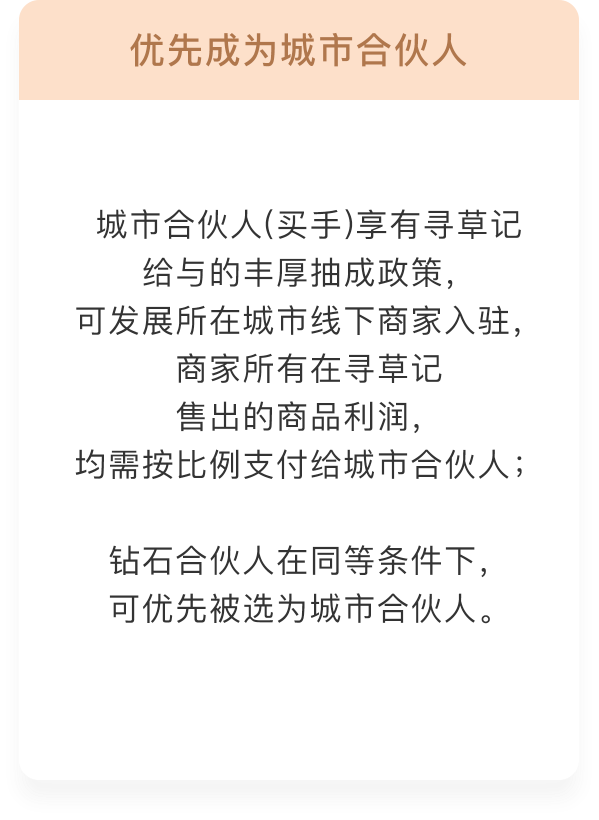 优先成为城市合伙人
城市合伙人(买手)享有寻草记
给与的丰厚抽成政策，
可发展所在城市线下商家入驻，
商家所有在寻草记
售出的商品利润，
均需按比例支付给城市合伙人；
钻石合伙人在同等条件下，
可优先被选为城市合伙人。